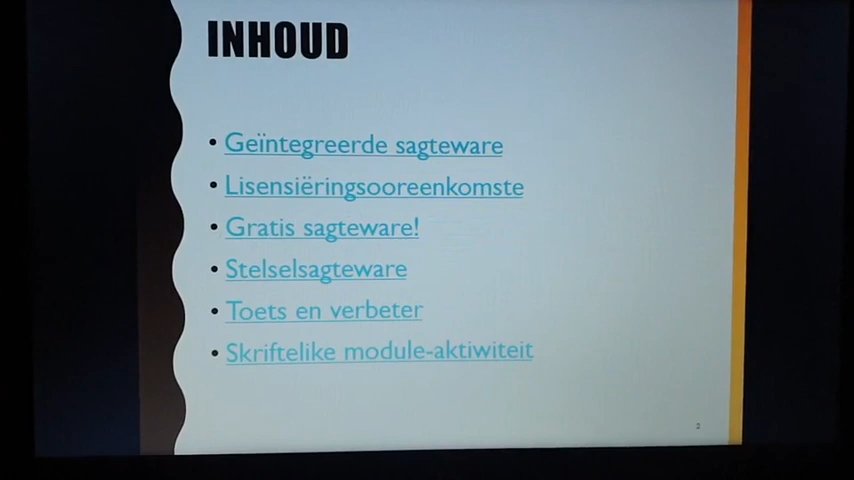 INHOUD
• Geïntegreerde sagteware
• Lisensiëringsooreenkomste
• Gratis sagteware!
• Stelselsagteware
• Toets en verbeter
• Skriftelike module-aktiwiteit
2